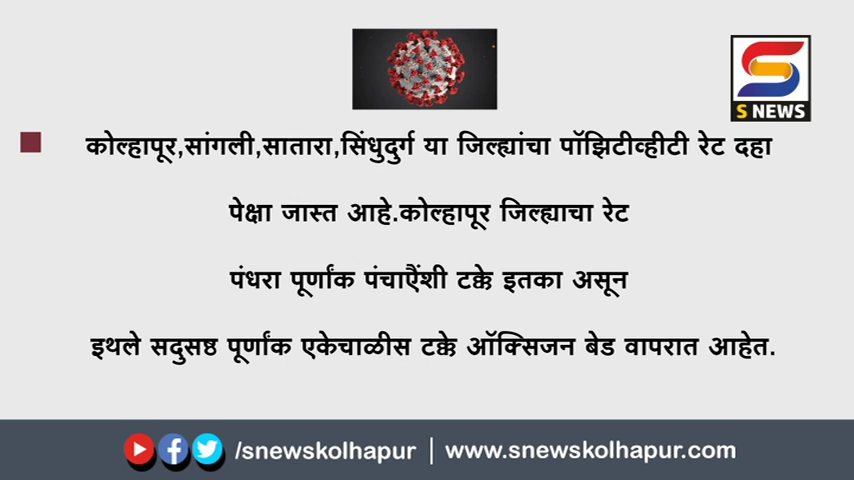 S NEWS
कोल्हापूर,सांगली,सातारा,सिंधुदुर्ग या जिल्ह्यांचा पॉझिटीव्हीटी रेट दहा
पेक्षा जास्त आहे.कोल्हापूर जिल्ह्याचा रेट
पंधरा पूर्णांक पंचाऐंशी टक्के इतका असून
इथले सदुसष्ठ पूर्णांक एकेचाळीस टक्के ऑक्सिजन बेड वापरात आहेत.
/snewskolhapur | www.snewskolhapur.com